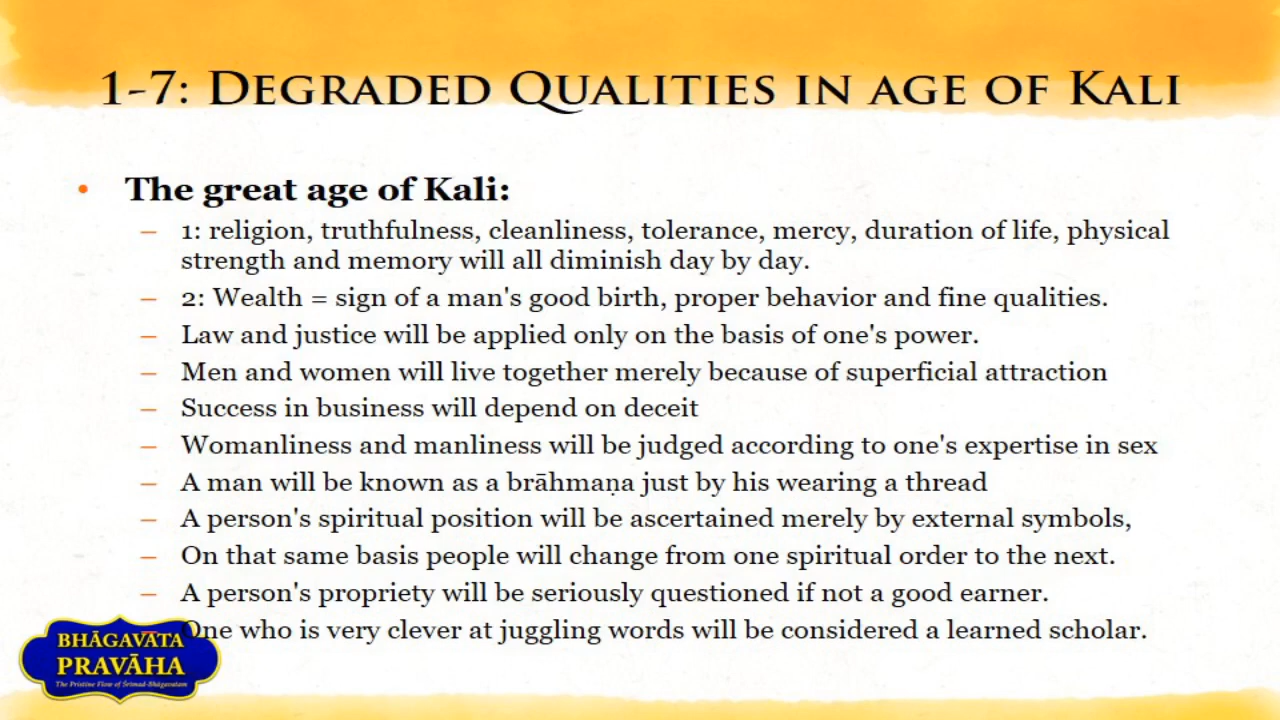 1-7: Degraded Qualities in age of Kali
• The great age of Kali:
– 1: religion, truthfulness, cleanliness, tolerance, mercy, duration of life, physical
strength and memory will all diminish day by day.
– 2: Wealth = sign of a man's good birth, proper behavior and fine qualities.
– Law and justice will be applied only on the basis of one's power.
– Men and women will live together merely because of superficial attraction
– Success in business will depend on deceit
– Womanliness and manliness will be judged according to one's expertise in sex
– A man will be known as a brāhmaṇa just by his wearing a thread
– A person's spiritual position will be ascertained merely by external symbols,
– On that same basis people will change from one spiritual order to the next.
– A person's propriety will be seriously questioned if not a good earner.
– One who is very clever at juggling words will be considered a learned scholar.
BHĀGAVATA
PRAVĀHA
The Pristine Flow of Śrīmad-Bhāgavatam